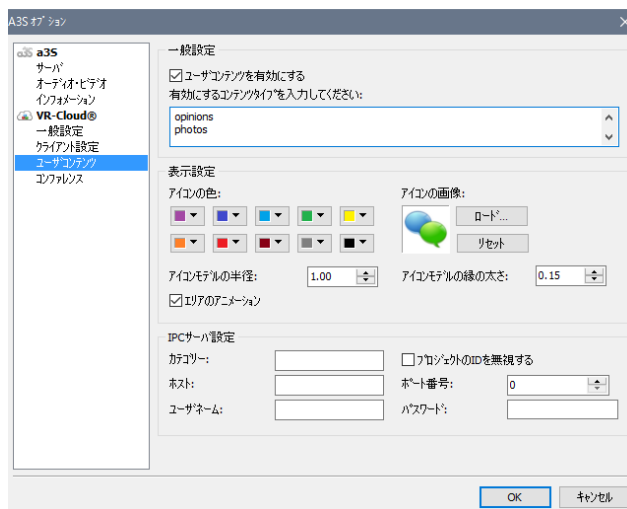 A3S ｵﾌﾟｼｮﾝ
a3S a3S
ｻｰﾊﾞ
ｵｰﾃﾞｨｵ･ﾋﾞﾃﾞｵ
ｲﾝﾌｫﾒｰｼｮﾝ
VR-Cloud®
一般設定
ｸﾗｲｱﾝﾄ設定
ﾕｰｻﾞｺﾝﾃﾝﾂ
ｺﾝﾌｧﾚﾝｽ
一般設定
ﾕｰｻﾞｺﾝﾃﾝﾂを有効にする
有効にするｺﾝﾃﾝﾂﾀｲﾌﾟを入力してください:
opinions
photos
表示設定
ｱｲｺﾝの色:
ｱｲｺﾝの画像:
ﾛｰﾄﾞ...
ﾘｾｯﾄ
ｱｲｺﾝﾓﾃﾞﾙの半径: 1.00
ｱｲｺﾝﾓﾃﾞﾙの縁の太さ: 0.15
ｴﾘｱのｱﾆﾒｰｼｮﾝ
IPCｻｰﾊﾞ設定
ｶﾃｺﾞﾘｰ:
ﾌﾟﾛｼﾞｪｸﾄのIDを無視する
ﾎｽﾄ:
ﾎﾟｰﾄ番号: 0
ﾕｰｻﾞﾈｰﾑ:
ﾊﾟｽﾜｰﾄﾞ:
OK
ｷｬﾝｾﾙ